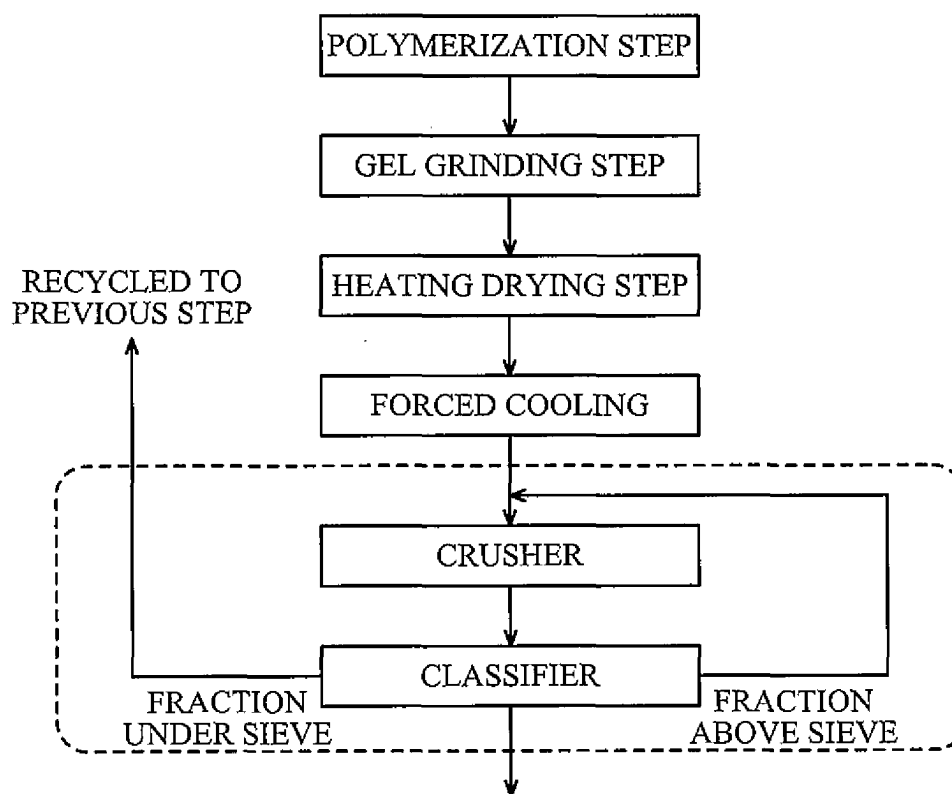 POLYMERIZATION STEP
GEL GRINDING STEP
HEATING DRYING STEP
RECYCLED TO
PREVIOUS STEP
FORCED COOLING
CRUSHER
CLASSIFIER
FRACTION
UNDER SIEVE
FRACTION
ABOVE SIEVE